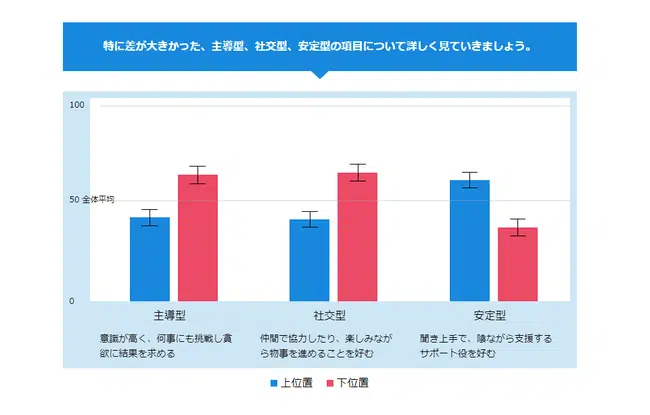 特に差が大きかった、主導型、社交型、安定型の項目について詳しく見ていきましょう。
100
50 全体平均
0
主導型
社交型
安定型
意識が高く、何事にも挑戦し貪
欲に結果を求める
仲間で協力したり、楽しみなが
ら物事を進めることを好む
聞き上手で、陰ながら支援する
サポート役を好む
上位置
下位置